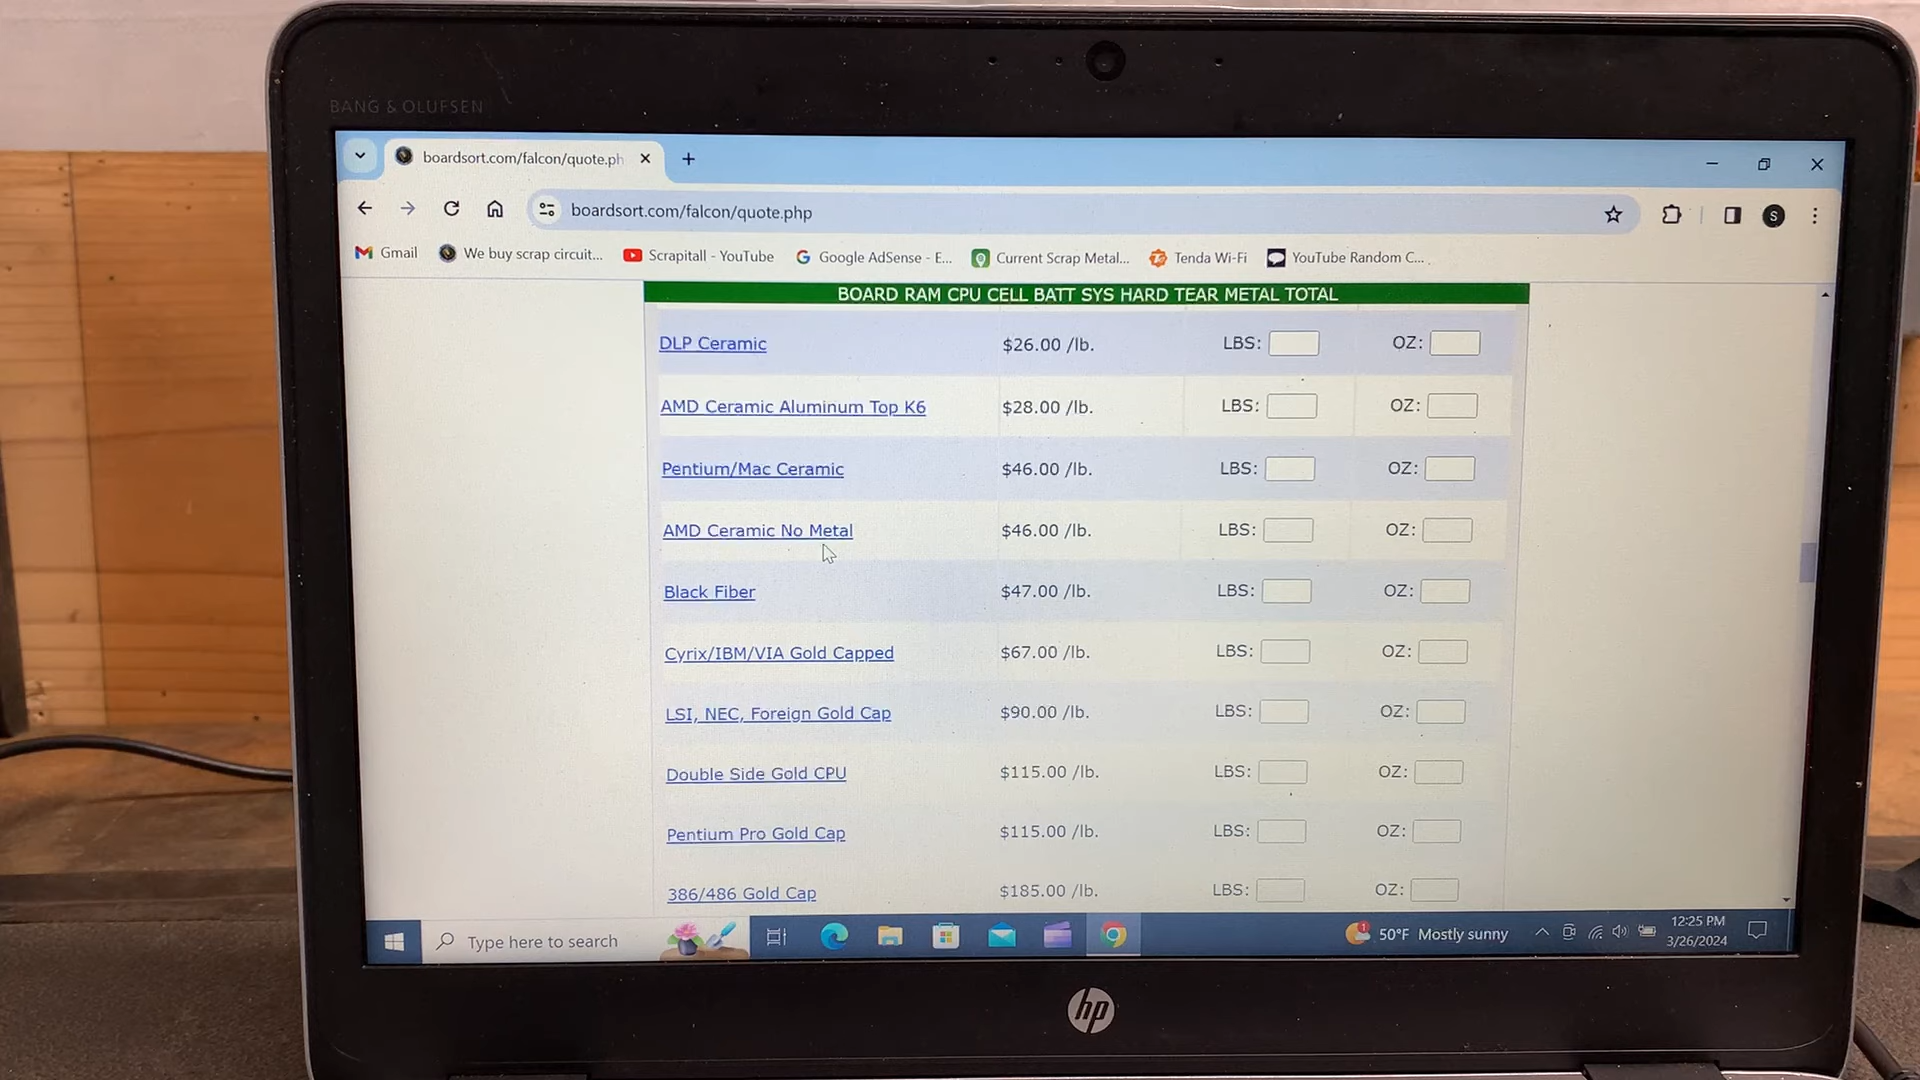 BANG & OLUFSEN
boardsort.com/falcon/quote.ph
boardsort.com/falcon/quote.php
S
Gmail We buy scrap circuit... Scrapitall - YouTube Google AdSense - E... Current Scrap Metal... Tenda Wi-Fi YouTube Random C...
BOARD RAM CPU CELL BATT SYS HARD TEAR METAL TOTAL
DLP Ceramic $26.00 /lb. LBS: OZ:
AMD Ceramic Aluminum Top K6 $28.00 /lb. LBS: OZ:
Pentium/Mac Ceramic $46.00 /lb. LBS: OZ:
AMD Ceramic No Metal $46.00 /lb. LBS: OZ:
Black Fiber $47.00 /lb. LBS: OZ:
Cyrix/IBM/VIA Gold Capped $67.00 /lb. LBS: OZ:
LSI, NEC, Foreign Gold Cap $90.00 /lb. LBS: OZ:
Double Side Gold CPU $115.00 /lb. LBS: OZ:
Pentium Pro Gold Cap $115.00 /lb. LBS: OZ:
386/486 Gold Cap $185.00 /lb. LBS: OZ:
Type here to search
1
50°F Mostly sunny
12:25 PM
3/26/2024
hp